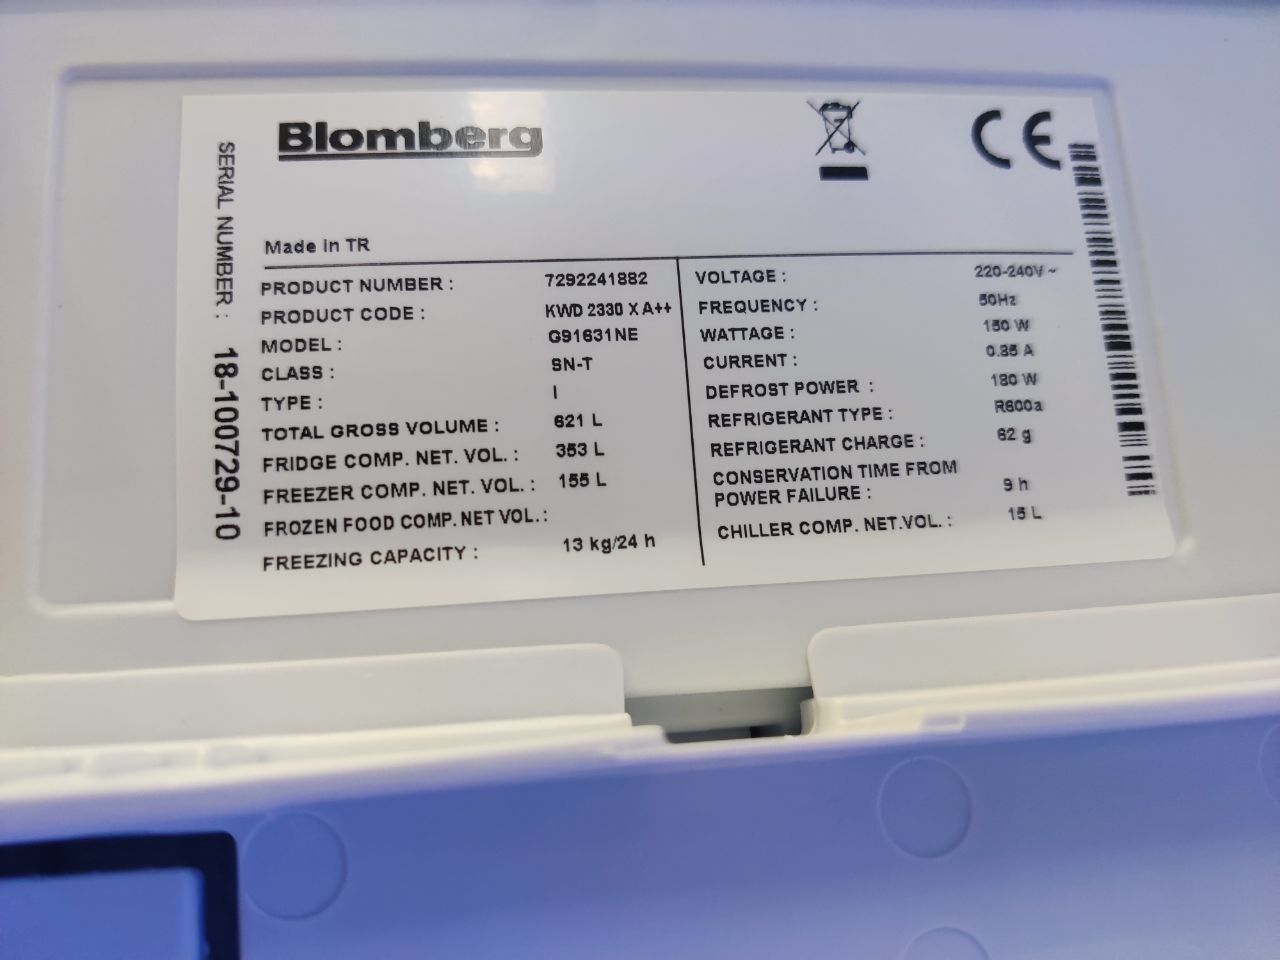 Blomberg
CE
Made in TR
SERIAL NUMBER : 18-100729-10
PRODUCT NUMBER : 7292241882
PRODUCT CODE : KWD 2330 X A++
MODEL : G91631NE
CLASS : SN-T
TYPE : I
TOTAL GROSS VOLUME : 621 L
FRIDGE COMP. NET. VOL. : 353 L
FREEZER COMP. NET. VOL. : 155 L
FROZEN FOOD COMP. NET VOL. :
FREEZING CAPACITY : 13 kg/24 h
VOLTAGE : 220-240V ~
FREQUENCY : 50Hz
WATTAGE : 150 W
CURRENT : 0.85 A
DEFROST POWER : 180 W
REFRIGERANT TYPE : R600a
REFRIGERANT CHARGE : 62 g
CONSERVATION TIME FROM
POWER FAILURE : 9 h
CHILLER COMP. NET.VOL. : 15 L